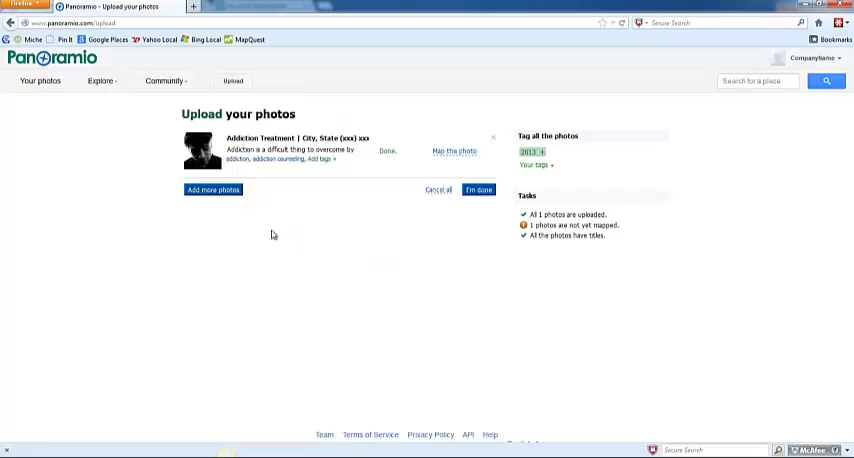 Firefox
Panoramio - Upload your photos
www.panoramio.com/upload
Secure Search
Miche Pin It Google Places Yahoo Local Bing Local MapQuest
Bookmarks
Panoramio
CompanyName
Your photos Explore Community Upload
Search for a place
Upload your photos
Addiction Treatment | City, State (xxx) xxx
Addiction is a difficult thing to overcome by
addiction, addiction counseling, Add tags +
Done.
Map this photo
Add more photos
Cancel all
I'm done
Tag all the photos
2013 +
Your tags +
Tasks
All 1 photos are uploaded.
1 photos are not yet mapped.
All the photos have titles.
Team Terms of Service Privacy Policy API Help
Secure Search
McAfee